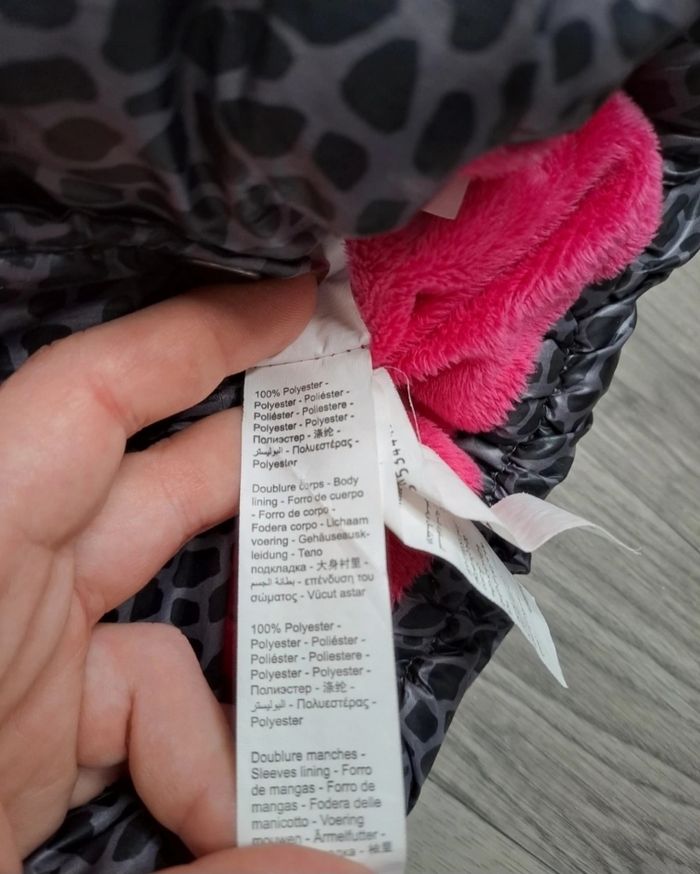 100% Polyester -
Polyester - Poliéster -
Poliéster - Poliestere -
Polyester - Polyester -
Полиэстер - 涤纶 -
البوليستر - Πολυεστέρας -
Polyester
Doublure corps - Body
lining - Forro de cuerpo
- Forro de corpo -
Fodera corpo - Lichaam
voering - Gehäuseausk-
leidung - Тело
подкладка - 大身衬里 -
بطانة الجسم - επένδυση του
σώματος - Vücut astar
100% Polyester -
Polyester - Poliéster -
Poliéster - Poliestere -
Polyester - Polyester -
Полиэстер - 涤纶 -
البوليستر - Πολυεστέρας -
Polyester
Doublure manches -
Sleeves lining - Forro
de mangas - Forro de
mangas - Fodera delle
manicotto - Voering
mouwen - Ärmelfutter -